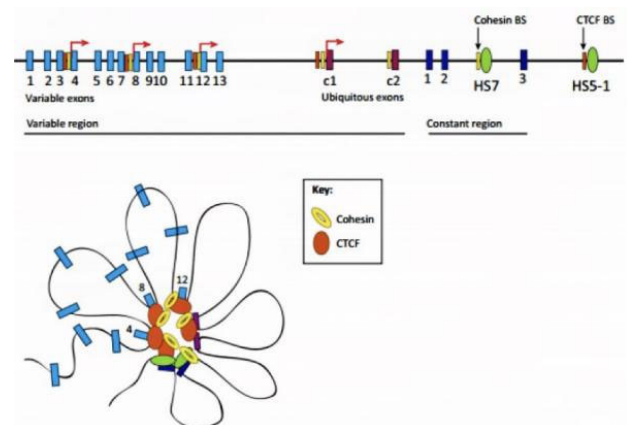 Cohesin BS CTCF BS
1 2 3 4 5 6 7 8 9 10 11 12 13 c1 c2 1 2 HS7 3 HS5-1
Variable exons Ubiquitous exons
Variable region Constant region
Key:
Cohesin
CTCF
8 12
4